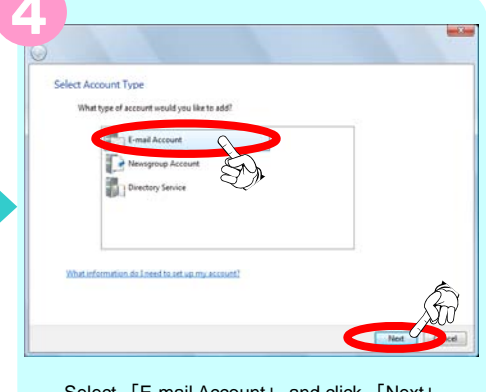 4
Select Account Type
What type of account would you like to add?
E-mail Account
Newsgroup Account
Directory Service
What information do I need to set up my account?
Next
Select 「E-mail Account」 and click 「Next」